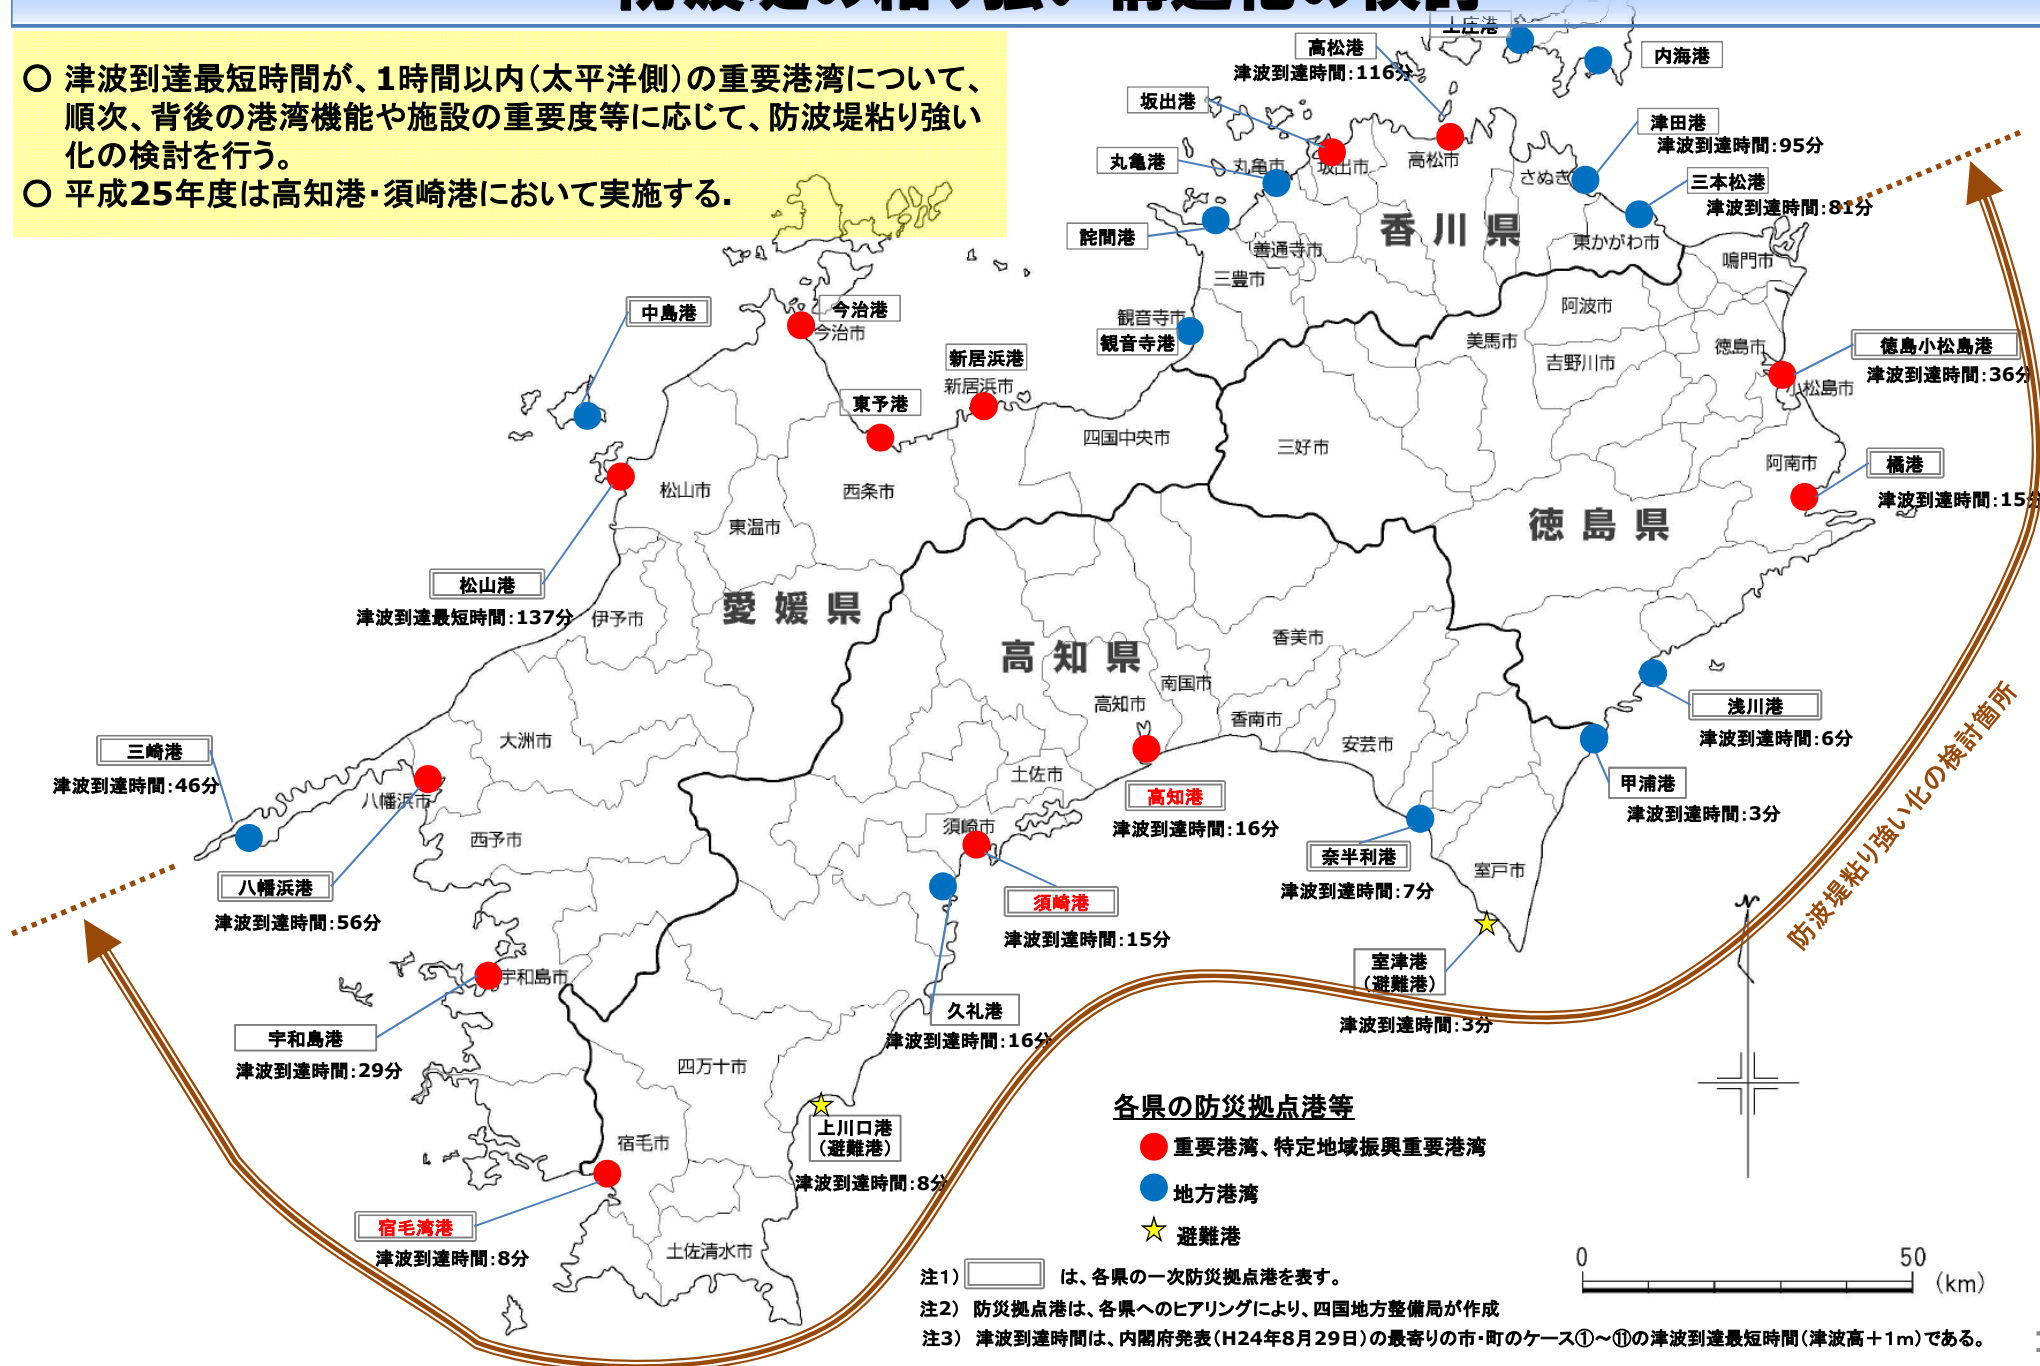 防波堤の粘り強い構造化の検討
○ 津波到達最短時間が、1時間以内(太平洋側)の重要港湾について、
順次、背後の港湾機能や施設の重要度等に応じて、防波堤粘り強い
化の検討を行う。
○ 平成25年度は高知港・須崎港において実施する.
土庄港
内海港
高松港
津波到達時間:116分
坂出港
丸亀港
詫間港
津田港
津波到達時間:95分
三本松港
津波到達時間:81分
丸亀市
坂出市
高松市
さぬき
香川県
東かがわ市
善通寺市
三豊市
鳴門市
観音寺市
観音寺港
阿波市
美馬市
吉野川市
徳島市
徳島小松島港
津波到達時間:36分
小松島市
中島港
今治港
今治市
新居浜港
新居浜市
東予港
四国中央市
三好市
阿南市
橘港
津波到達時間:15分
徳島県
松山市
西条市
東温市
松山港
津波到達最短時間:137分
伊予市
愛媛県
高知県
香美市
南国市
高知市
香南市
安芸市
浅川港
津波到達時間:6分
甲浦港
津波到達時間:3分
三崎港
津波到達時間:46分
大洲市
八幡浜市
西予市
土佐市
須崎市
高知港
津波到達時間:16分
奈半利港
津波到達時間:7分
室戸市
八幡浜港
津波到達時間:56分
須崎港
津波到達時間:15分
室津港
(避難港)
津波到達時間:3分
防波堤粘り強い化の検討箇所
宇和島市
宇和島港
津波到達時間:29分
久礼港
津波到達時間:16分
四万十市
上川口港
(避難港)
津波到達時間:8分
宿毛市
宿毛湾港
津波到達時間:8分
土佐清水市
N
各県の防災拠点港等
重要港湾、特定地域振興重要港湾
地方港湾
避難港
0 50
(km)
注1) は、各県の一次防災拠点港を表す。
注2) 防災拠点港は、各県へのヒアリングにより、四国地方整備局が作成
注3) 津波到達時間は、内閣府発表(H24年8月29日)の最寄りの市・町のケース①~⑪の津波到達最短時間(津波高+1m)である。